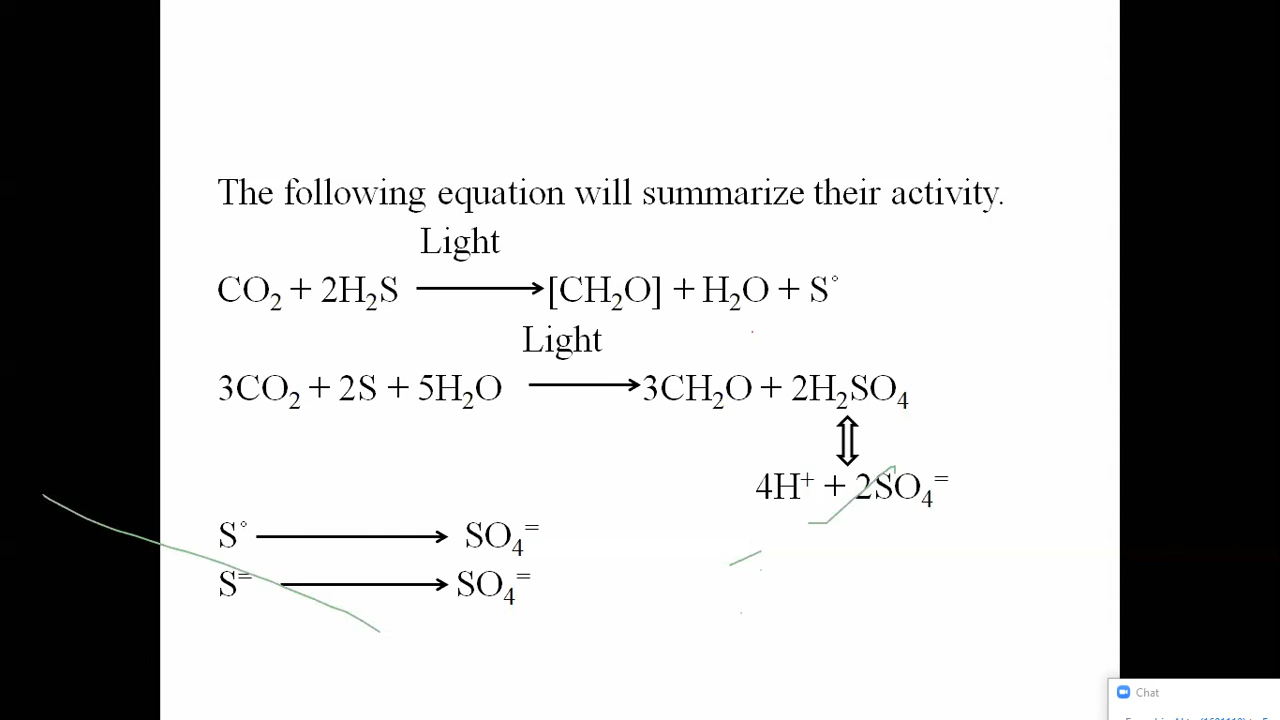 The following equation will summarize their activity.
Light
CO₂ + 2H₂S ⟶ [CH₂O] + H₂O + S°
Light
3CO₂ + 2S + 5H₂O ⟶ 3CH₂O + 2H₂SO₄
⇕
4H⁺ + 2SO₄⁼
S° ⟶ SO₄⁼
S⁼ ⟶ SO₄⁼
Chat